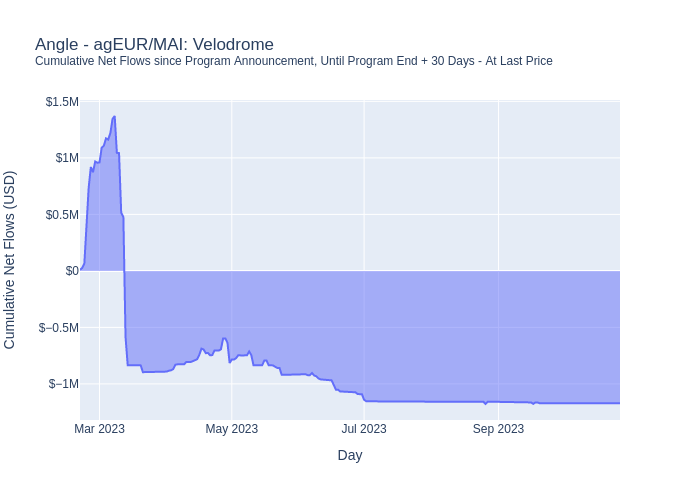 Angle - agEUR/MAI: Velodrome
Cumulative Net Flows since Program Announcement, Until Program End + 30 Days - At Last Price
Cumulative Net Flows (USD)
$1.5M
$1M
$0.5M
$0
$−0.5M
$−1M
Mar 2023
May 2023
Jul 2023
Sep 2023
Day